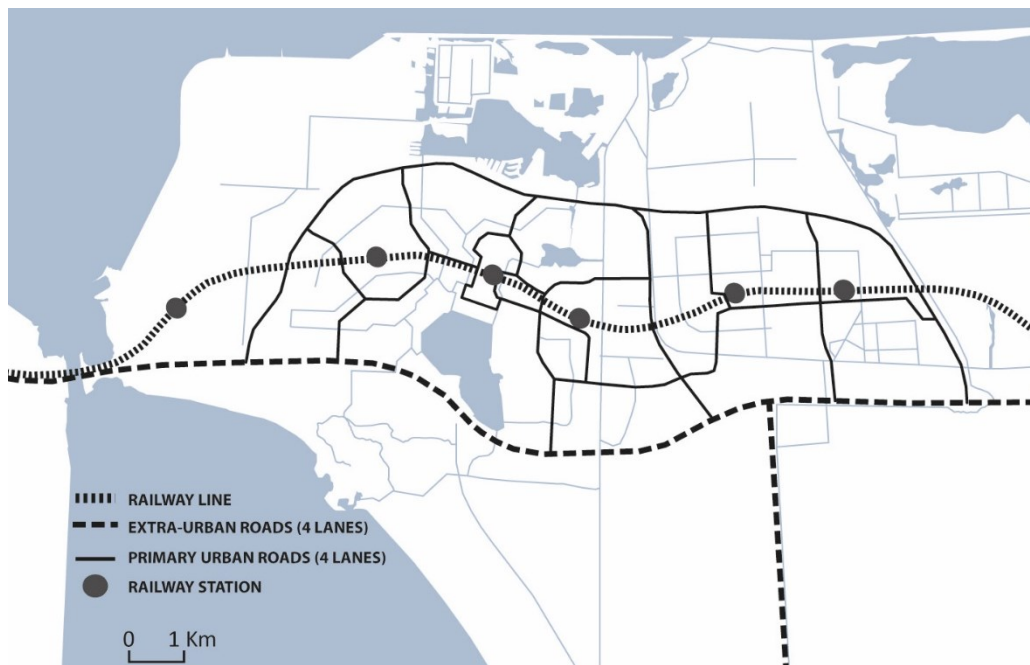 RAILWAY LINE
EXTRA-URBAN ROADS (4 LANES)
PRIMARY URBAN ROADS (4 LANES)
RAILWAY STATION
0 1 Km